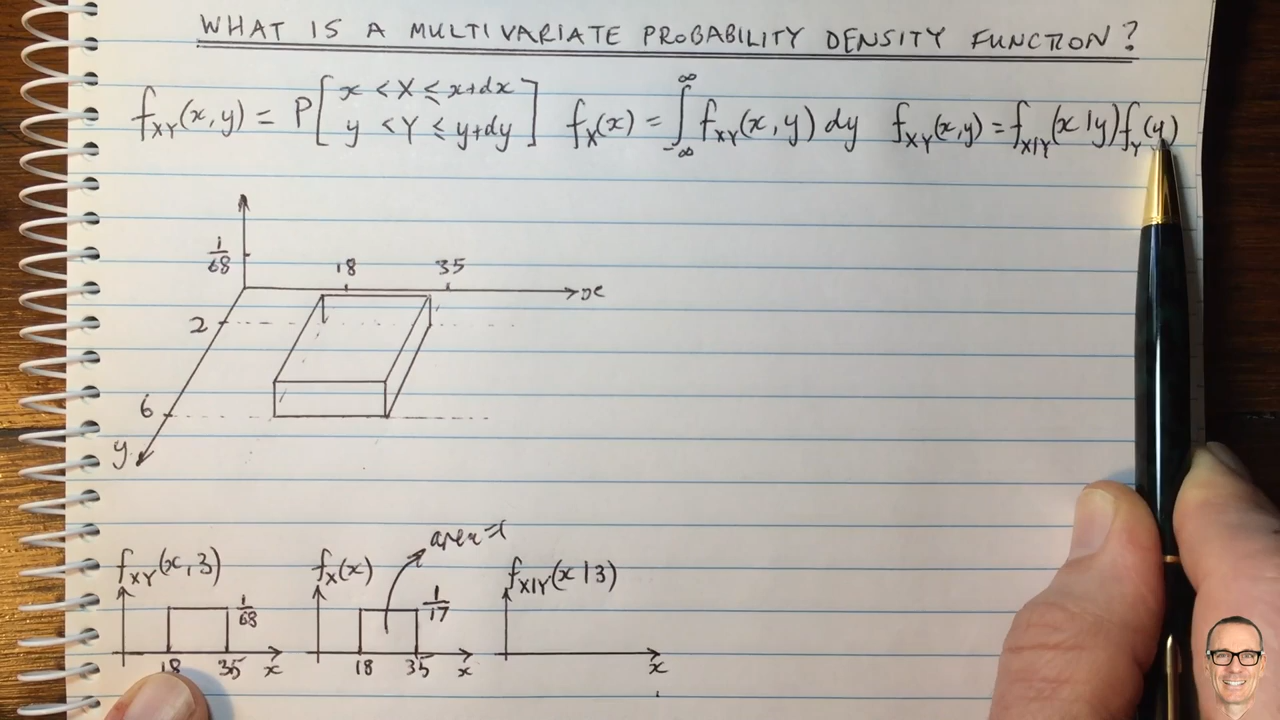 WHAT IS A MULTIVARIATE PROBABILITY DENSITY FUNCTION?
f_XY(x,y) = P[x < X ≤ x+dx
y < Y ≤ y+dy] f_X(x) = ∫_{-∞}^{∞} f_XY(x,y) dy f_XY(x,y) = f_X|Y(x|y) f_Y(y)
1/68
18 35
x
2
6
y
area=1
f_XY(x,3) f_X(x) f_X|Y(x|3)
1/68 1/17
18 35 x 18 35 x x